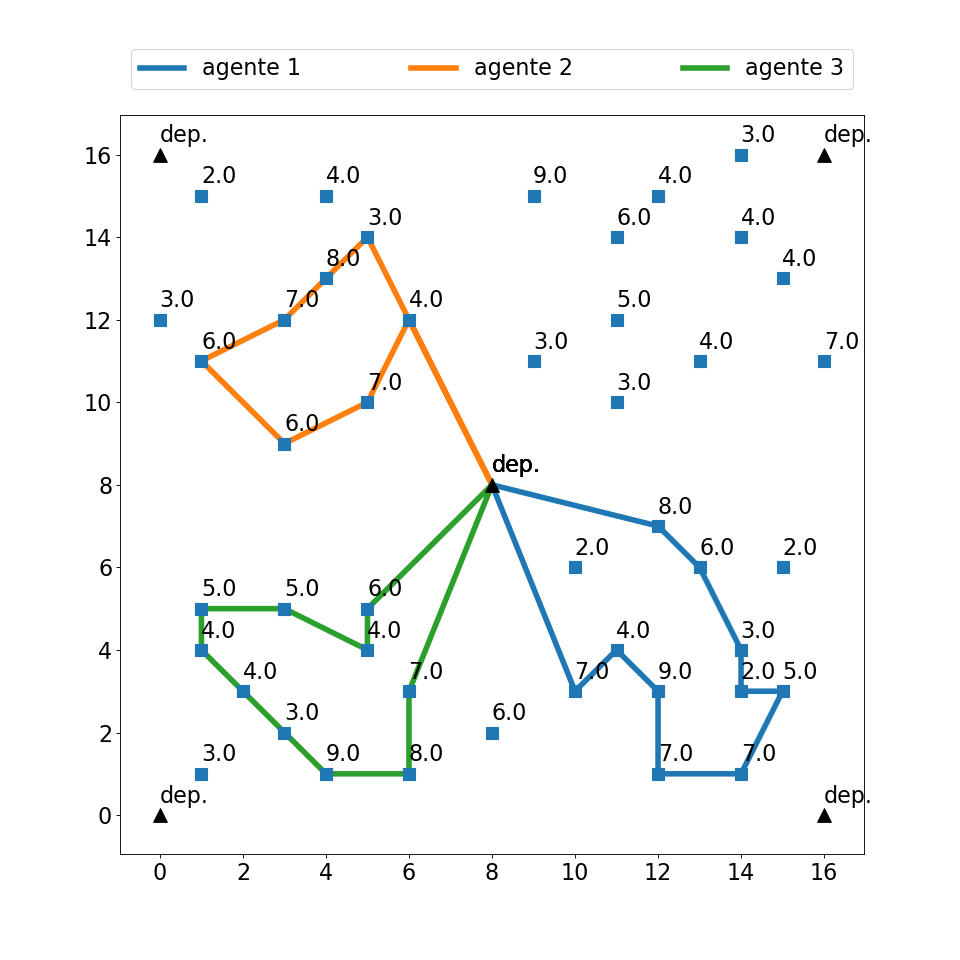 agente 1 agente 2 agente 3
3.0
dep. dep.
16
2.0 4.0 9.0 4.0
6.0 4.0
3.0
14
8.0 4.0
3.0 7.0 4.0 5.0
12
6.0 3.0 4.0 7.0
7.0 3.0
10
6.0
dep.
8
8.0
2.0 6.0 2.0
6
5.0 5.0 6.0
4.0 4.0 4.0 3.0
4
4.0 7.0 7.0 9.0 2.0 5.0
3.0 6.0
2
3.0 9.0 8.0 7.0 7.0
dep. dep.
0
0 2 4 6 8 10 12 14 16